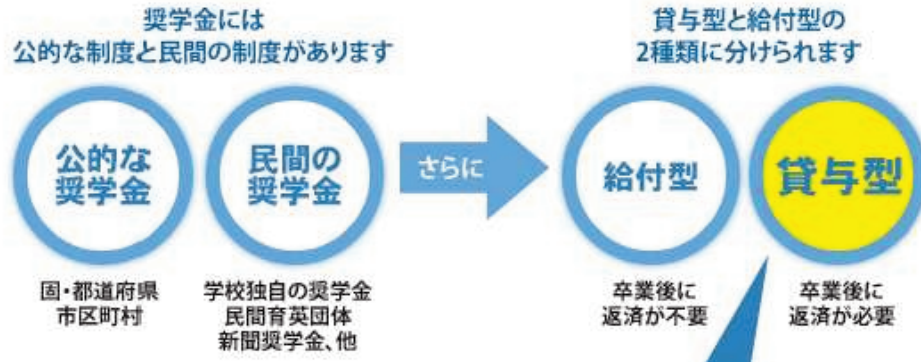 奨学金には
公的な制度と民間の制度があります
公的な
奨学金
固・都道府県
市区町村
民間の
奨学金
学校独自の奨学金
民間育英団体
新聞奨学金、他
さらに
貸与型と給付型の
2種類に分けられます
給付型
卒業後に
返済が不要
貸与型
卒業後に
返済が必要